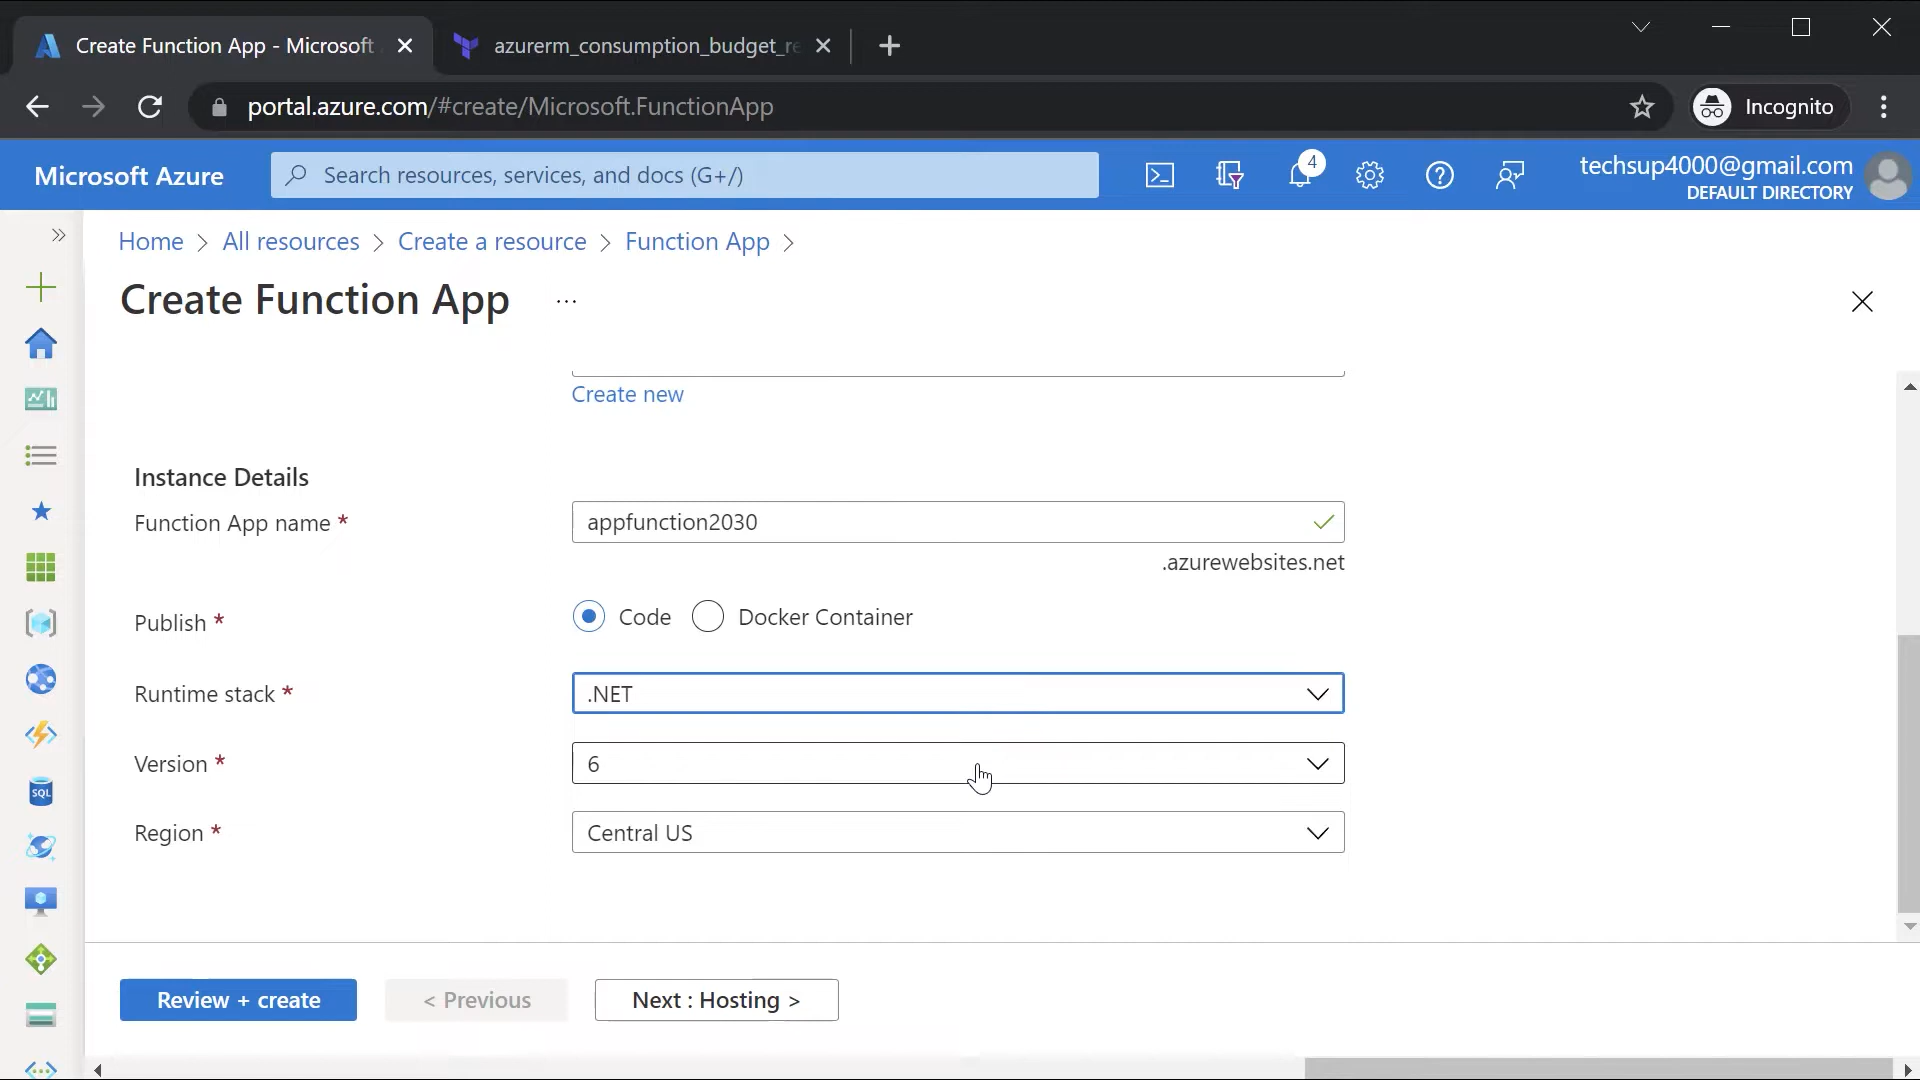 Create Function App - Microsoft
azurerm_consumption_budget_re
portal.azure.com/#create/Microsoft.FunctionApp
Incognito
Microsoft Azure
Search resources, services, and docs (G+/)
4
techsup4000@gmail.com
DEFAULT DIRECTORY
Home > All resources > Create a resource > Function App >
Create Function App ...
Create new
Instance Details
Function App name *
appfunction2030
.azurewebsites.net
Publish *
Code
Docker Container
Runtime stack *
.NET
Version *
6
SQL
Region *
Central US
Review + create
< Previous
Next : Hosting >